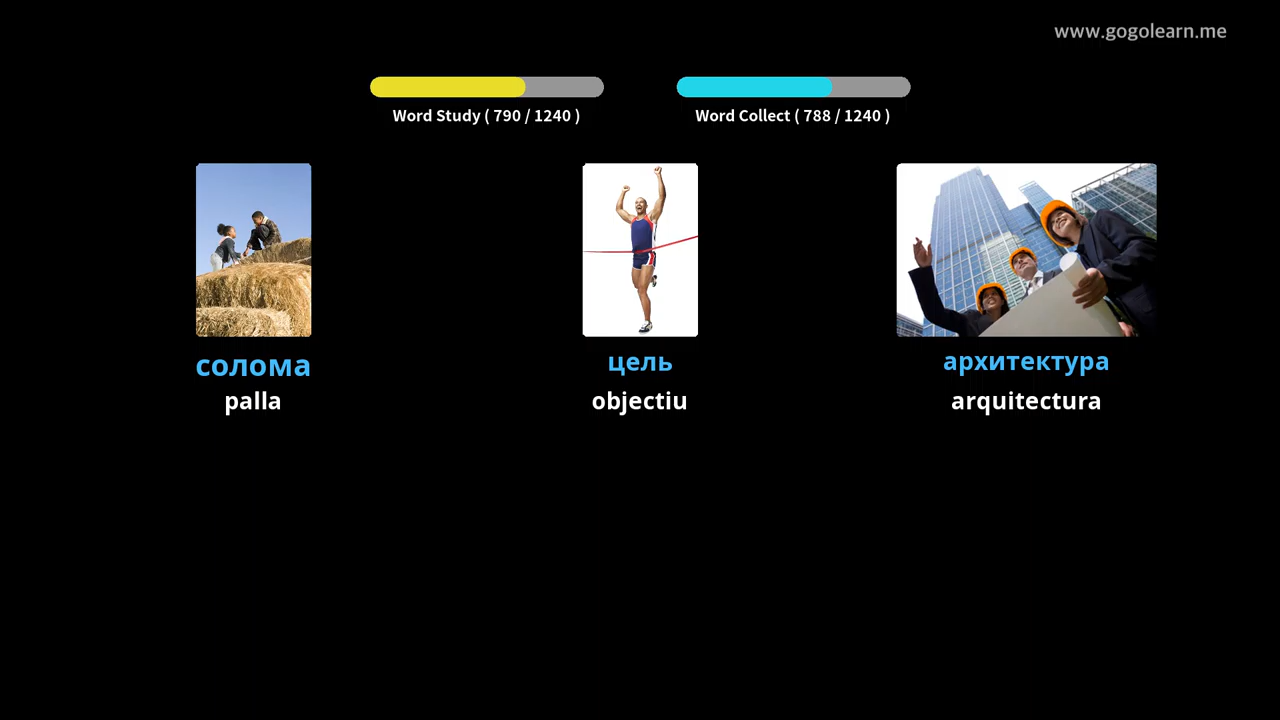 www.gogolearn.me
Word Study ( 790 / 1240 )
Word Collect ( 788 / 1240 )
солома
palla
цель
objectiu
архитектура
arquitectura